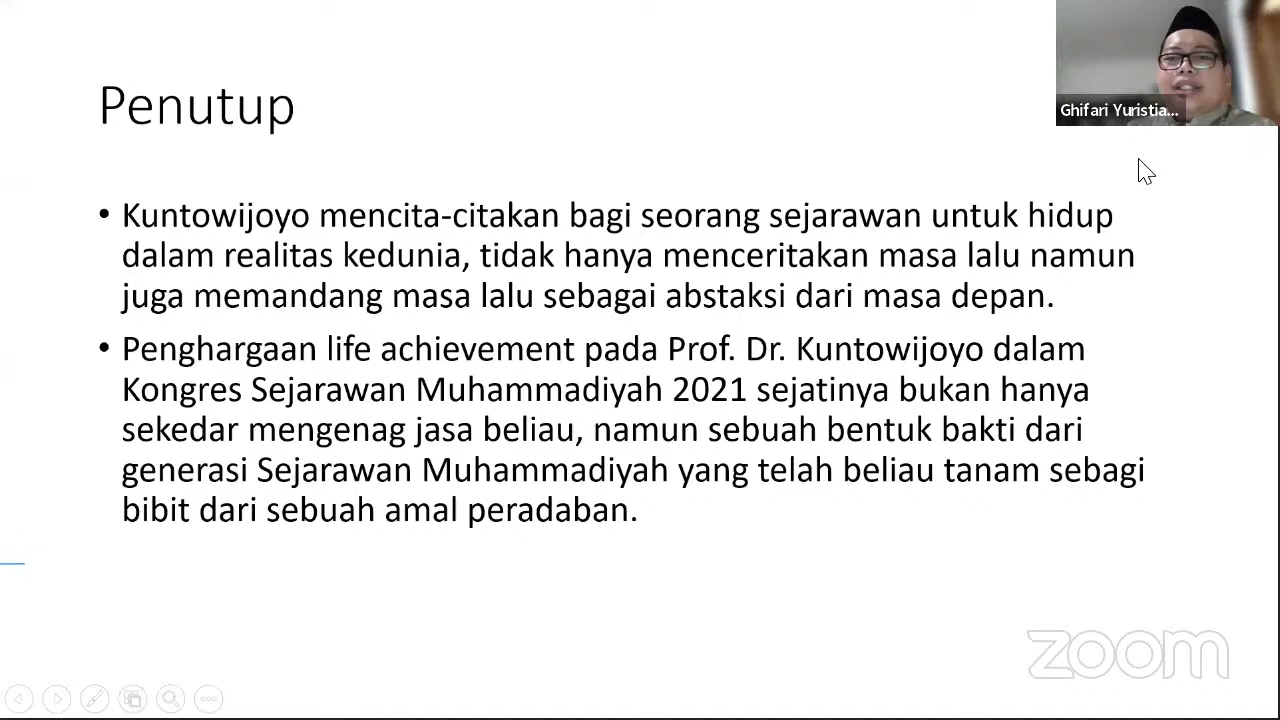 Penutup
Ghifari Yuristia...
• Kuntowijoyo mencita-citakan bagi seorang sejarawan untuk hidup
dalam realitas kedunia, tidak hanya menceritakan masa lalu namun
juga memandang masa lalu sebagai abstaksi dari masa depan.
• Penghargaan life achievement pada Prof. Dr. Kuntowijoyo dalam
Kongres Sejarawan Muhammadiyah 2021 sejatinya bukan hanya
sekedar mengenag jasa beliau, namun sebuah bentuk bakti dari
generasi Sejarawan Muhammadiyah yang telah beliau tanam sebagi
bibit dari sebuah amal peradaban.
zoom